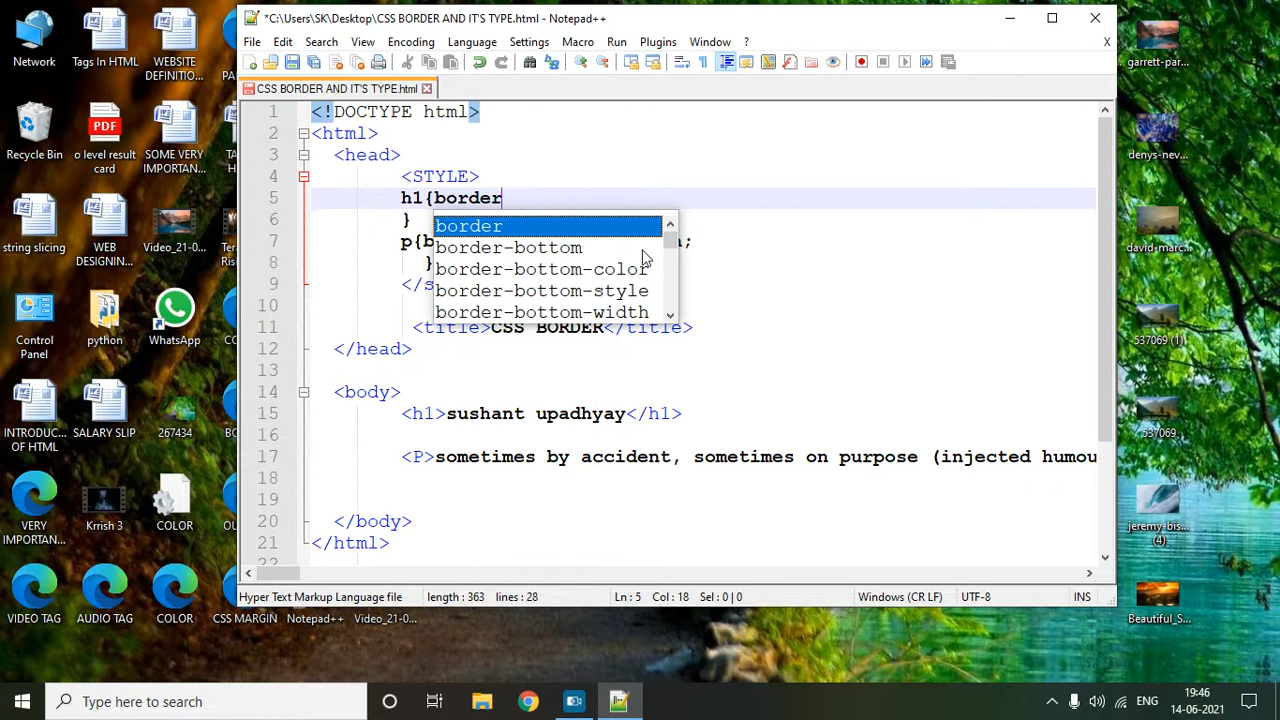 *C:\Users\SK\Desktop\CSS BORDER AND IT'S TYPE.html - Notepad++
File Edit Search View Encoding Language Settings Macro Run Plugins Window ? X
CSS BORDER AND IT'S TYPE.html
1 <!DOCTYPE html>
2 <html>
3 <head>
4 <STYLE>
5 h1{border
6 }
7 p{b ;
8 }
9 </s
10
11 <title>CSS BORDER</title>
12 </head>
13
14 <body>
15 <h1>sushant upadhyay</h1>
16
17 <P>sometimes by accident, sometimes on purpose (injected humou
18
19
20 </body>
21 </html>
22
border
border-bottom
border-bottom-color
border-bottom-style
border-bottom-width
Hyper Text Markup Language file length : 363 lines : 28 Ln : 5 Col : 18 Sel : 0 | 0 Windows (CR LF) UTF-8 INS
Network
Tags In HTML
WEBSITE
DEFINITIO...
Recycle Bin
PDF
o level result
card
SOME VERY
IMPORTAN...
string slicing
WEB
DESIGNIN...
Video_21-0...
Control
Panel
python
WhatsApp
INTRODUC...
OF HTML
SALARY SLIP
267434
VERY
IMPORTAN...
Krrish 3
COLOR
VIDEO TAG
AUDIO TAG
COLOR
CSS MARGIN
Notepad++
Video_21-0...
garrett-par...
denys-nev...
david-marc...
537069 (1)
537069
jeremy-bis...
(4)
Beautiful_S...
Type here to search
ENG
19:46
14-06-2021